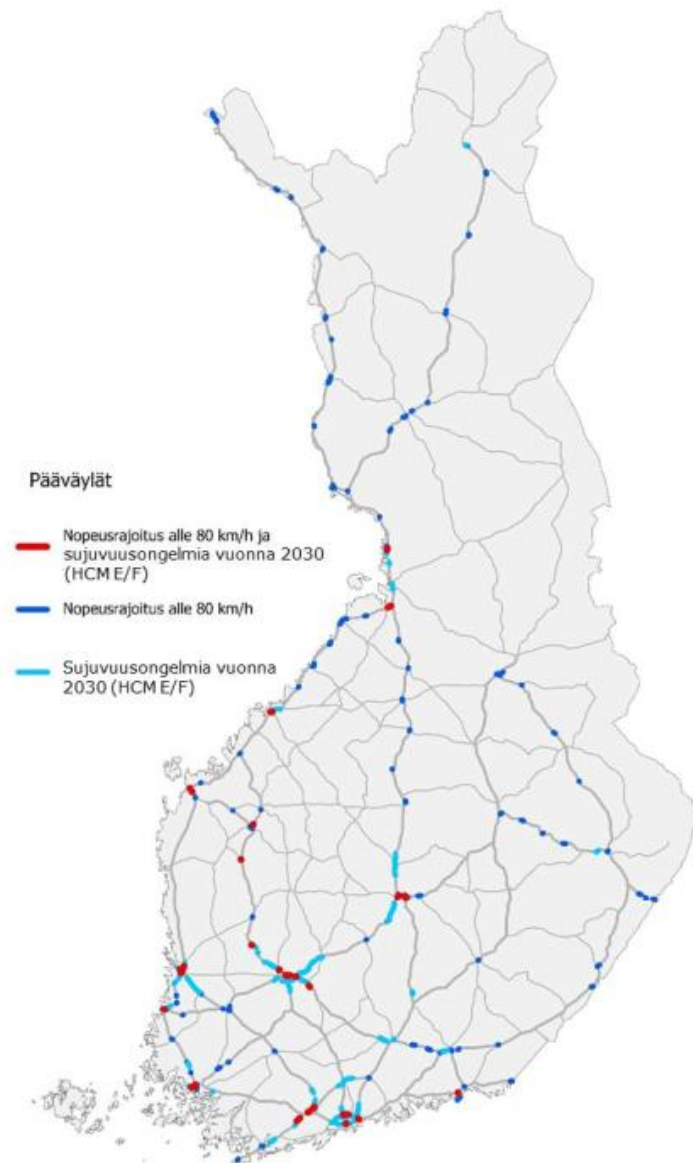 Pääväylät
Nopeusrajoitus alle 80 km/h ja
sujuvuusongelmia vuonna 2030
(HCM E/F)
Nopeusrajoitus alle 80 km/h
Sujuvuusongelmia vuonna
2030 (HCM E/F)